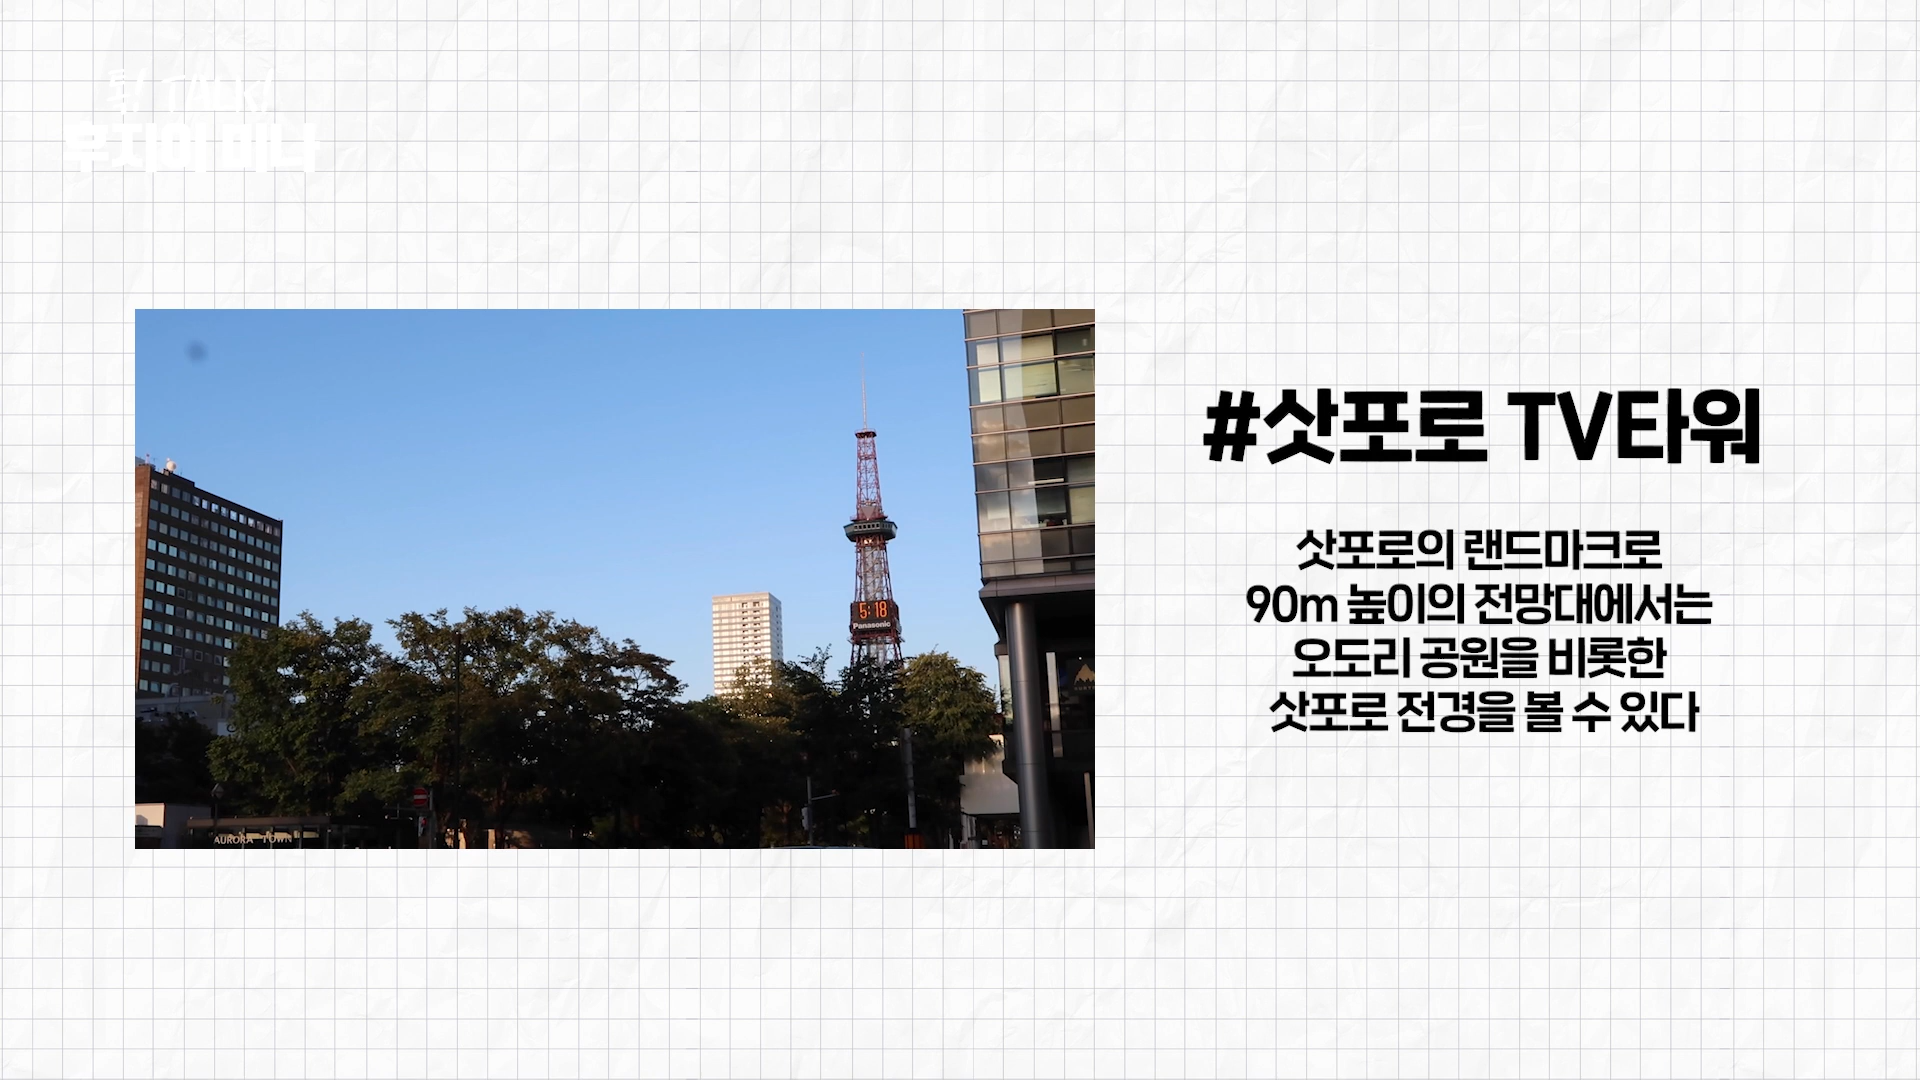 #삿포로 TV타워
삿포로의 랜드마크로
90m 높이의 전망대에서는
오도리 공원을 비롯한
삿포로 전경을 볼 수 있다
5:18
Panasonic
AURORA TOWN